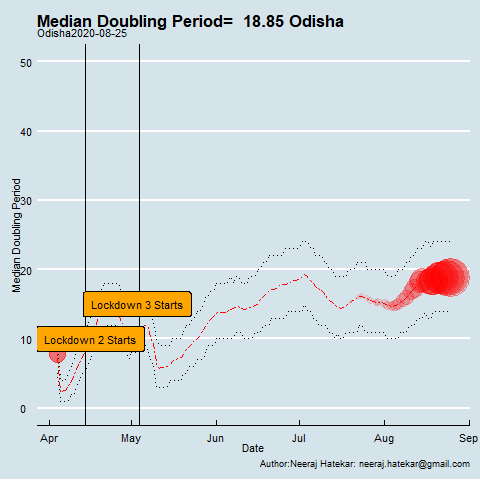 Median Doubling Period=  18.85 Odisha
Odisha2020-08-25
50
40
30
20
10
0
Median Doubling Period
Lockdown 3 Starts
Lockdown 2 Starts
Apr May Jun Jul Aug Sep
Date
Author:Neeraj Hatekar: neeraj.hatekar@gmail.com